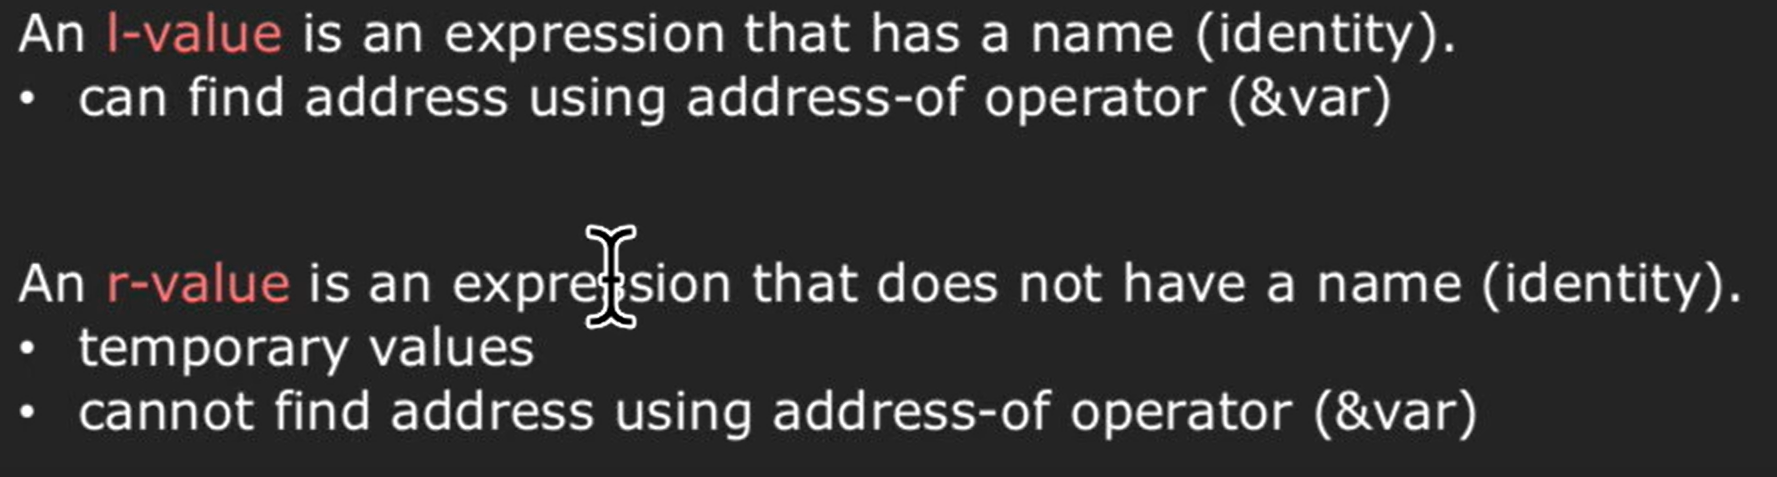 An l-value is an expression that has a name (identity).
• can find address using address-of operator (&var)
An r-value is an expression that does not have a name (identity).
• temporary values
• cannot find address using address-of operator (&var)